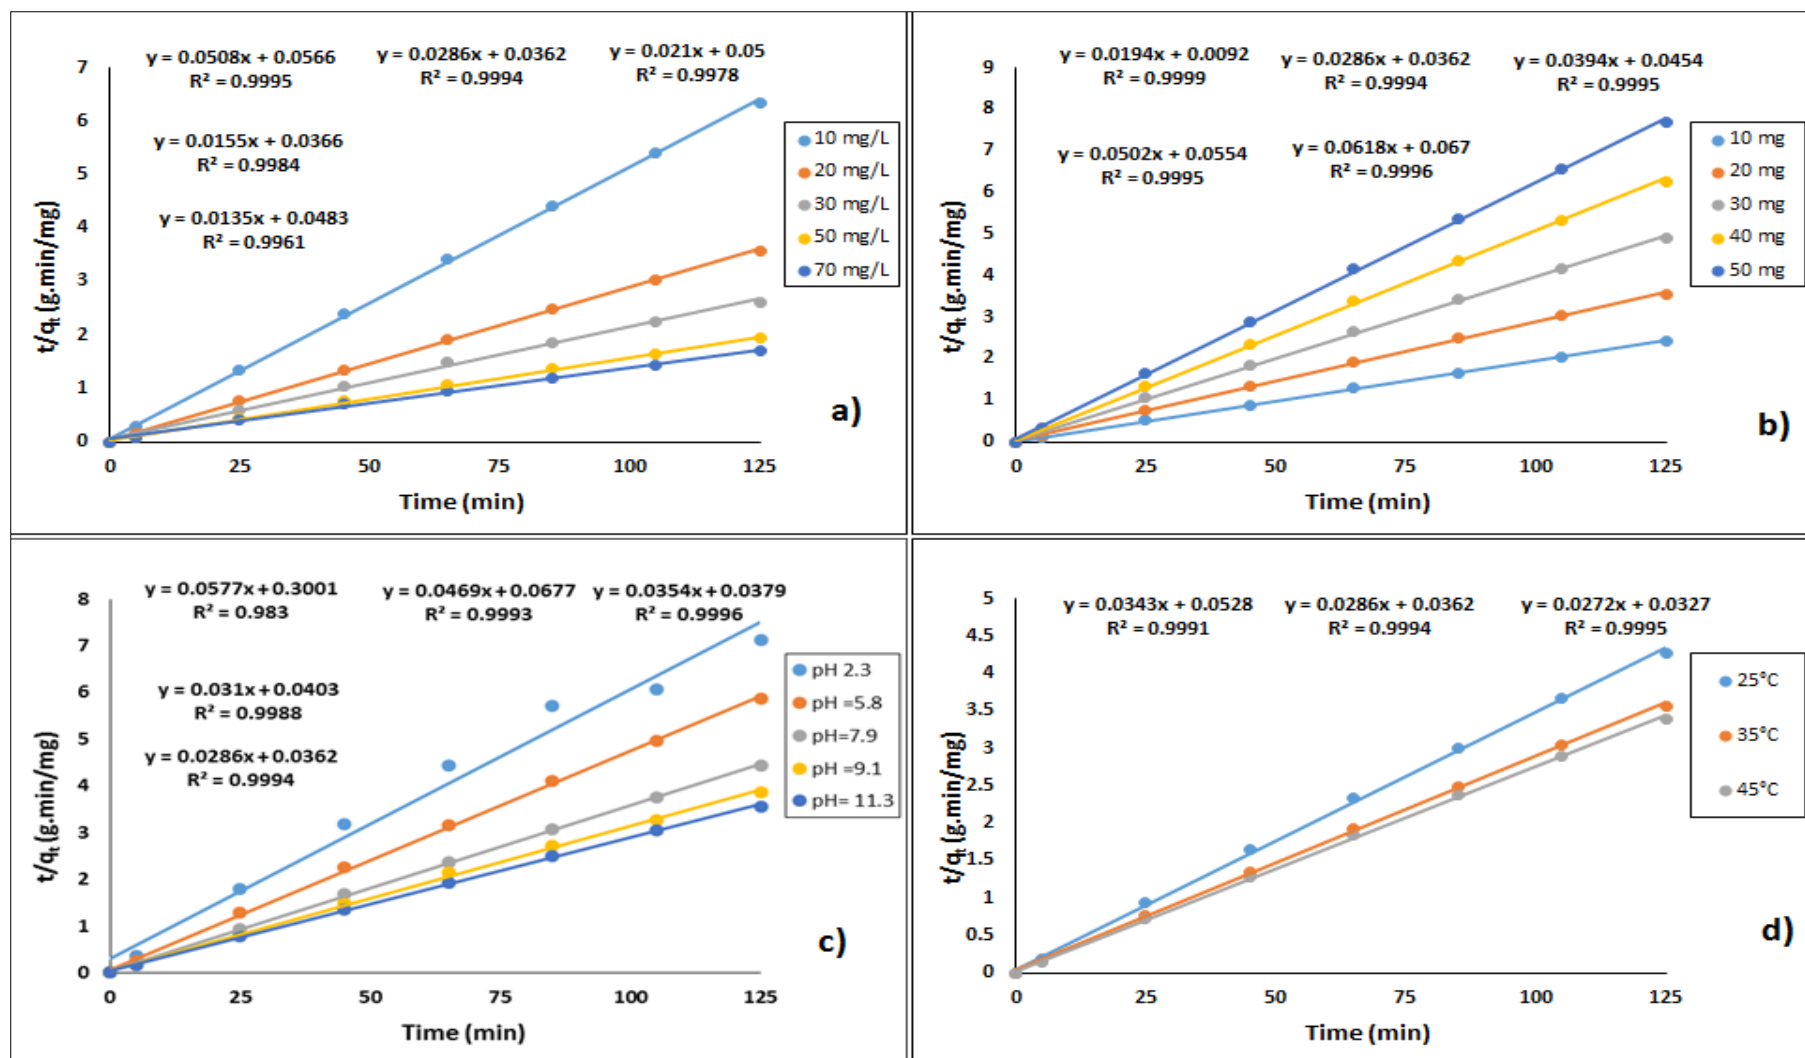 y = 0.0508x + 0.0566
R² = 0.9995
y = 0.0286x + 0.0362
R² = 0.9994
y = 0.021x + 0.05
R² = 0.9978
y = 0.0155x + 0.0366
R² = 0.9984
y = 0.0135x + 0.0483
R² = 0.9961
7
6
5
4
3
2
1
0
t/qt (g.min/mg)
10 mg/L
20 mg/L
30 mg/L
50 mg/L
70 mg/L
a)
0
25
50
75
100
125
Time (min)
y = 0.0194x + 0.0092
R² = 0.9999
y = 0.0286x + 0.0362
R² = 0.9994
y = 0.0394x + 0.0454
R² = 0.9995
y = 0.0502x + 0.0554
R² = 0.9995
y = 0.0618x + 0.067
R² = 0.9996
9
8
7
6
5
4
3
2
1
0
t/qt (g.min/mg)
10 mg
20 mg
30 mg
40 mg
50 mg
b)
0
25
50
75
100
125
Time (min)
y = 0.0577x + 0.3001
R² = 0.983
y = 0.0469x + 0.0677
R² = 0.9993
y = 0.0354x + 0.0379
R² = 0.9996
y = 0.031x + 0.0403
R² = 0.9988
y = 0.0286x + 0.0362
R² = 0.9994
8
7
6
5
4
3
2
1
0
t/qt (g.min/mg)
pH 2.3
pH =5.8
pH=7.9
pH =9.1
pH= 11.3
c)
0
25
50
75
100
125
Time (min)
y = 0.0343x + 0.0528
R² = 0.9991
y = 0.0286x + 0.0362
R² = 0.9994
y = 0.0272x + 0.0327
R² = 0.9995
5
4.5
4
3.5
3
2.5
2
1.5
1
0.5
0
t/qt (g.min/mg)
25°C
35°C
45°C
d)
0
25
50
75
100
125
Time (min)